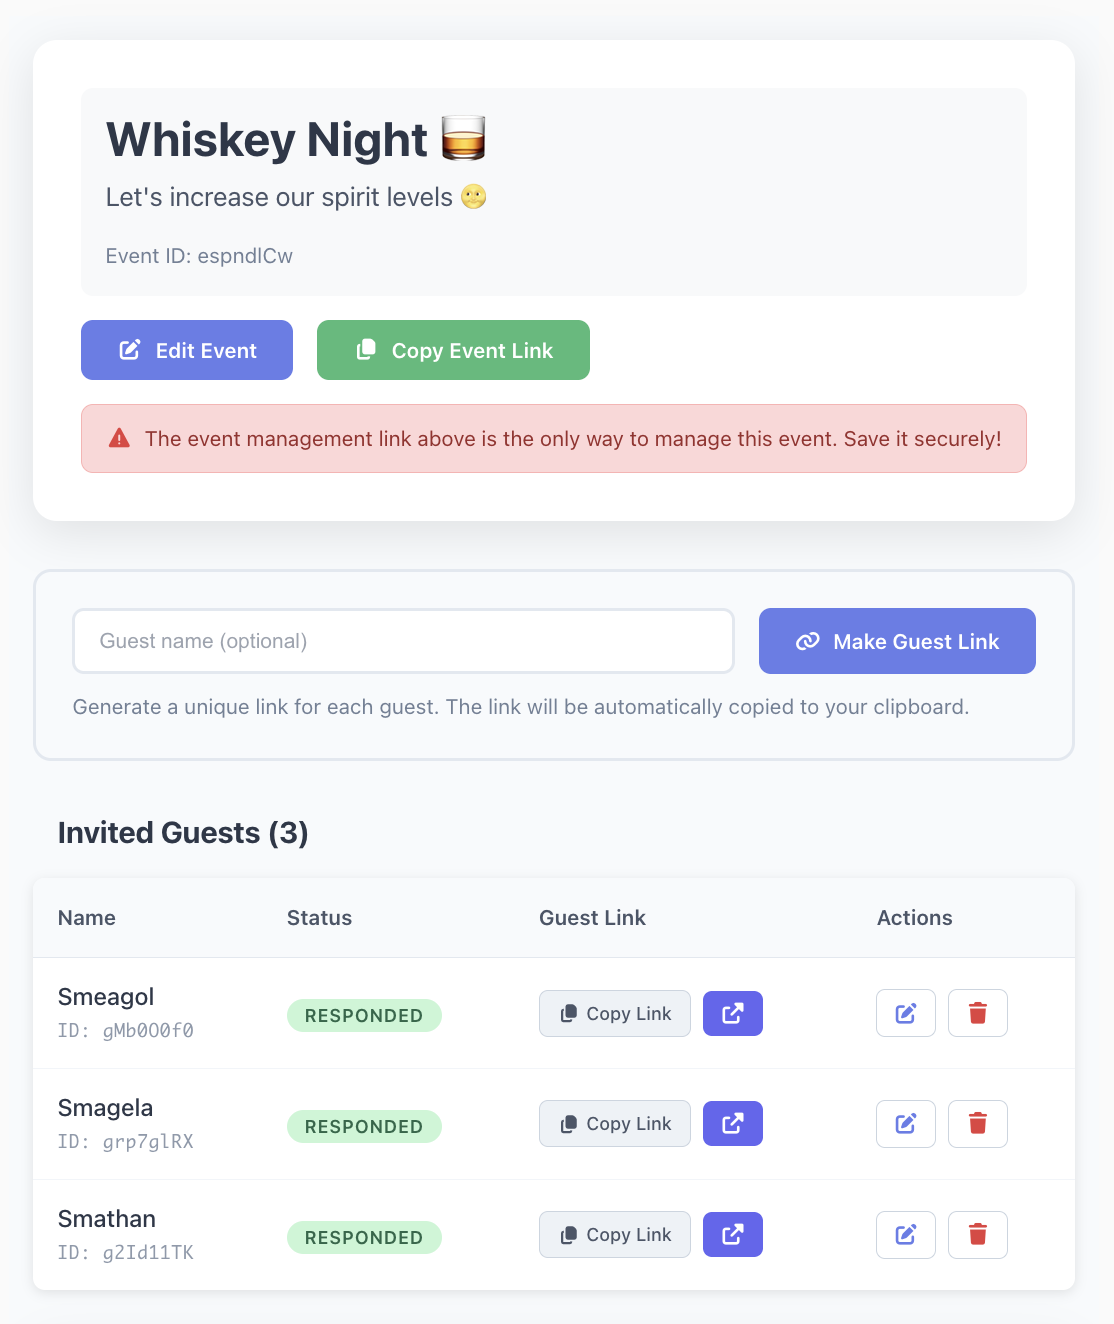 Whiskey Night 🥃
Let's increase our spirit levels 🌝
Event ID: espndlCw
Edit Event
Copy Event Link
The event management link above is the only way to manage this event. Save it securely!
Guest name (optional)
Make Guest Link
Generate a unique link for each guest. The link will be automatically copied to your clipboard.
Invited Guests (3)
Name Status Guest Link Actions
Smeagol
ID: gMb0O0f0
RESPONDED
Copy Link
Smagela
ID: grp7glRX
RESPONDED
Copy Link
Smathan
ID: g2Id11TK
RESPONDED
Copy Link